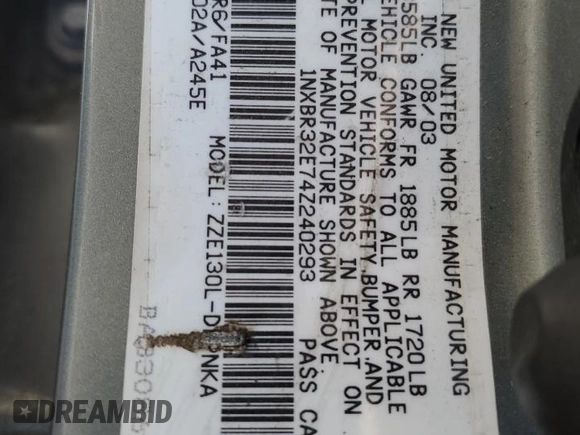 NEW UNITED MOTOR MANUFACTURING
INC. 08/03
585LB GAWR FR 1885LB RR 1720LB
VEHICLE CONFORMS TO ALL APPLICABLE
MOTOR VEHICLE SAFETY,BUMPER,AND
PREVENTION STANDARDS IN EFFECT ON
TE OF MANUFACTURE SHOWN ABOVE.
1NXBR32E74Z240293 PASS CA
R6/FA41 MODEL:ZZE130L-D PNKA
02A/A245E
DREAMBID